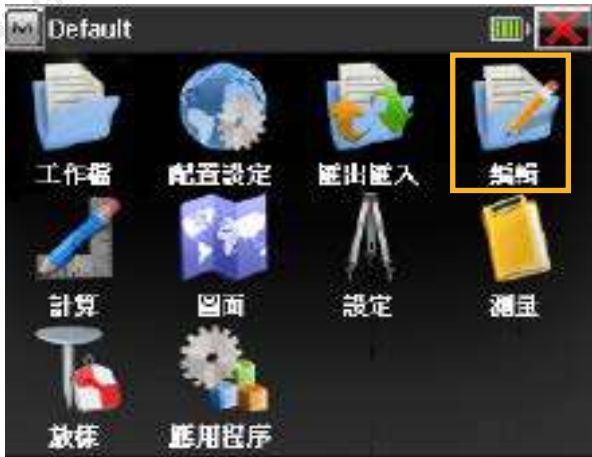 Default
工作檔 配置設定 匯出匯入 編輯
計算 圖面 設定 測量
放樣 應用程序